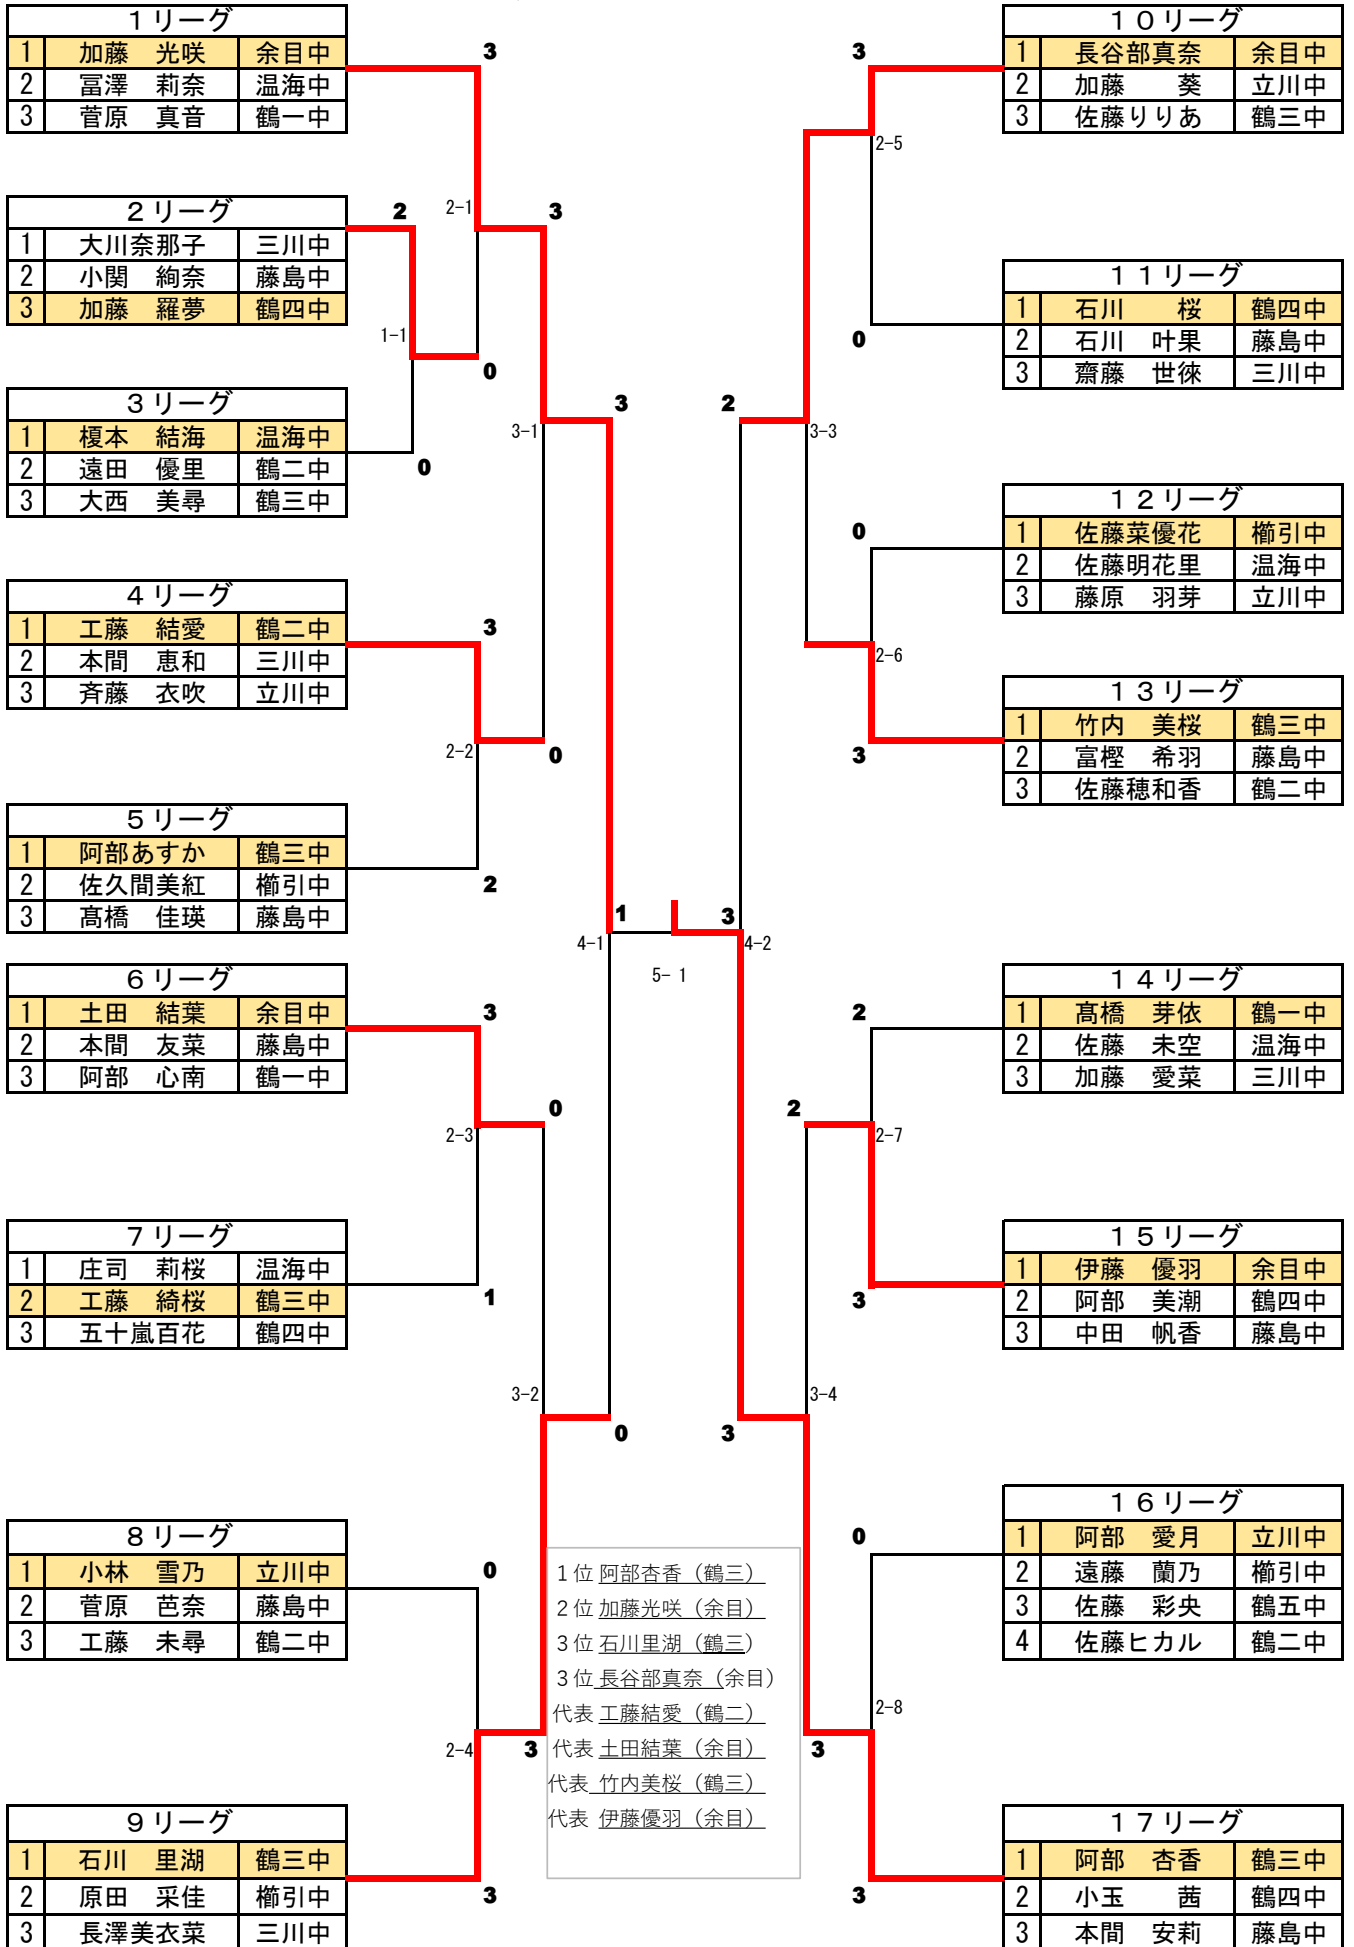 1リーグ
1 加藤　光咲 余目中
2 冨澤　莉奈 温海中
3 菅原　真音 鶴一中
2リーグ
1 大川奈那子 三川中
2 小関　絢奈 藤島中
3 加藤　羅夢 鶴四中
3リーグ
1 榎本　結海 温海中
2 遠田　優里 鶴二中
3 大西　美尋 鶴三中
4リーグ
1 工藤　結愛 鶴二中
2 本間　恵和 三川中
3 斉藤　衣吹 立川中
5リーグ
1 阿部あすか 鶴三中
2 佐久間美紅 櫛引中
3 髙橋　佳瑛 藤島中
6リーグ
1 土田　結葉 余目中
2 本間　友菜 藤島中
3 阿部　心南 鶴一中
7リーグ
1 庄司　莉桜 温海中
2 工藤　綺桜 鶴三中
3 五十嵐百花 鶴四中
8リーグ
1 小林　雪乃 立川中
2 菅原　芭奈 藤島中
3 工藤　未尋 鶴二中
9リーグ
1 石川　里湖 鶴三中
2 原田　采佳 櫛引中
3 長澤美衣菜 三川中
3
2
2-1
3
1-1
0
0
3-1
3
3
2-2
0
2
4-1
1
3
0
2-3
1
3-2
0
0
2-4
3
3
5- 1
3
4-2
2
3
2-5
0
3-3
0
2-6
3
2
2
2-7
3
3-4
3
0
2-8
3
3
1位 阿部杏香（鶴三）
2位 加藤光咲（余目）
3位 石川里湖（鶴三）
3位 長谷部真奈（余目）
代表 工藤結愛（鶴二）
代表 土田結葉（余目）
代表 竹内美桜（鶴三）
代表 伊藤優羽（余目）
10リーグ
1 長谷部真奈 余目中
2 加藤　　葵 立川中
3 佐藤りりあ 鶴三中
11リーグ
1 石川　　桜 鶴四中
2 石川　叶果 藤島中
3 齋藤　世徠 三川中
12リーグ
1 佐藤菜優花 櫛引中
2 佐藤明花里 温海中
3 藤原　羽芽 立川中
13リーグ
1 竹内　美桜 鶴三中
2 富樫　希羽 藤島中
3 佐藤穂和香 鶴二中
14リーグ
1 髙橋　芽依 鶴一中
2 佐藤　未空 温海中
3 加藤　愛菜 三川中
15リーグ
1 伊藤　優羽 余目中
2 阿部　美潮 鶴四中
3 中田　帆香 藤島中
16リーグ
1 阿部　愛月 立川中
2 遠藤　蘭乃 櫛引中
3 佐藤　彩央 鶴五中
4 佐藤ヒカル 鶴二中
17リーグ
1 阿部　杏香 鶴三中
2 小玉　　茜 鶴四中
3 本間　安莉 藤島中